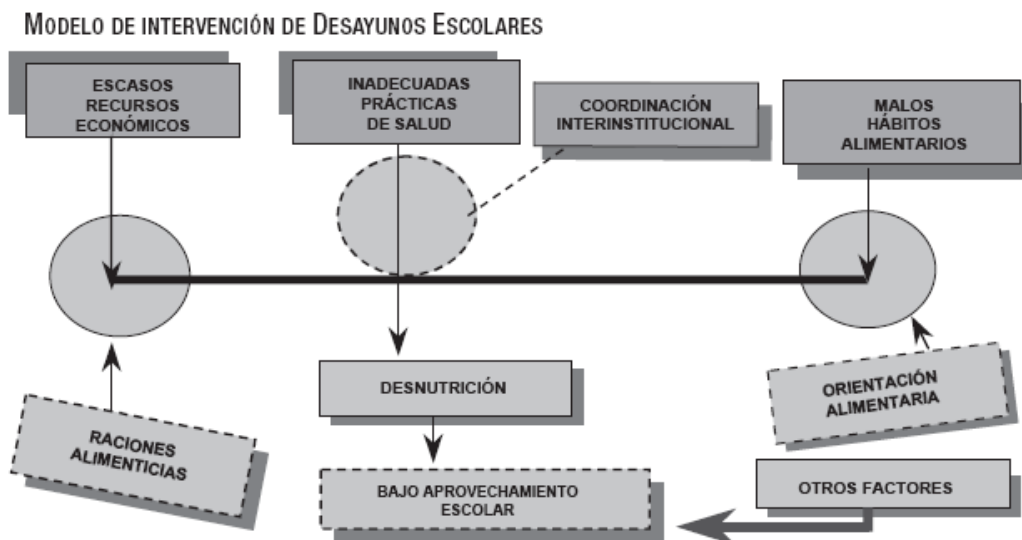 MODELO DE INTERVENCIÓN DE DESAYUNOS ESCOLARES
ESCASOS
RECURSOS
ECONÓMICOS
INADECUADAS
PRÁCTICAS
DE SALUD
COORDINACIÓN
INTERINSTITUCIONAL
MALOS
HÁBITOS
ALIMENTARIOS
DESNUTRICIÓN
ORIENTACIÓN
ALIMENTARIA
RACIONES
ALIMENTICIAS
BAJO APROVECHAMIENTO
ESCOLAR
OTROS FACTORES